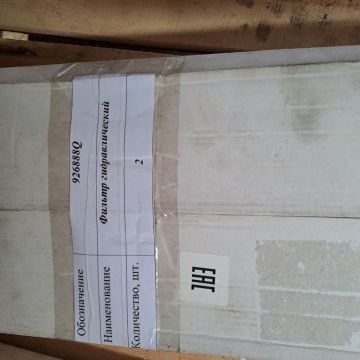 Обозначение 926888Q
Наименование Фильтр гидравлический
Количество, шт. 2
EAC